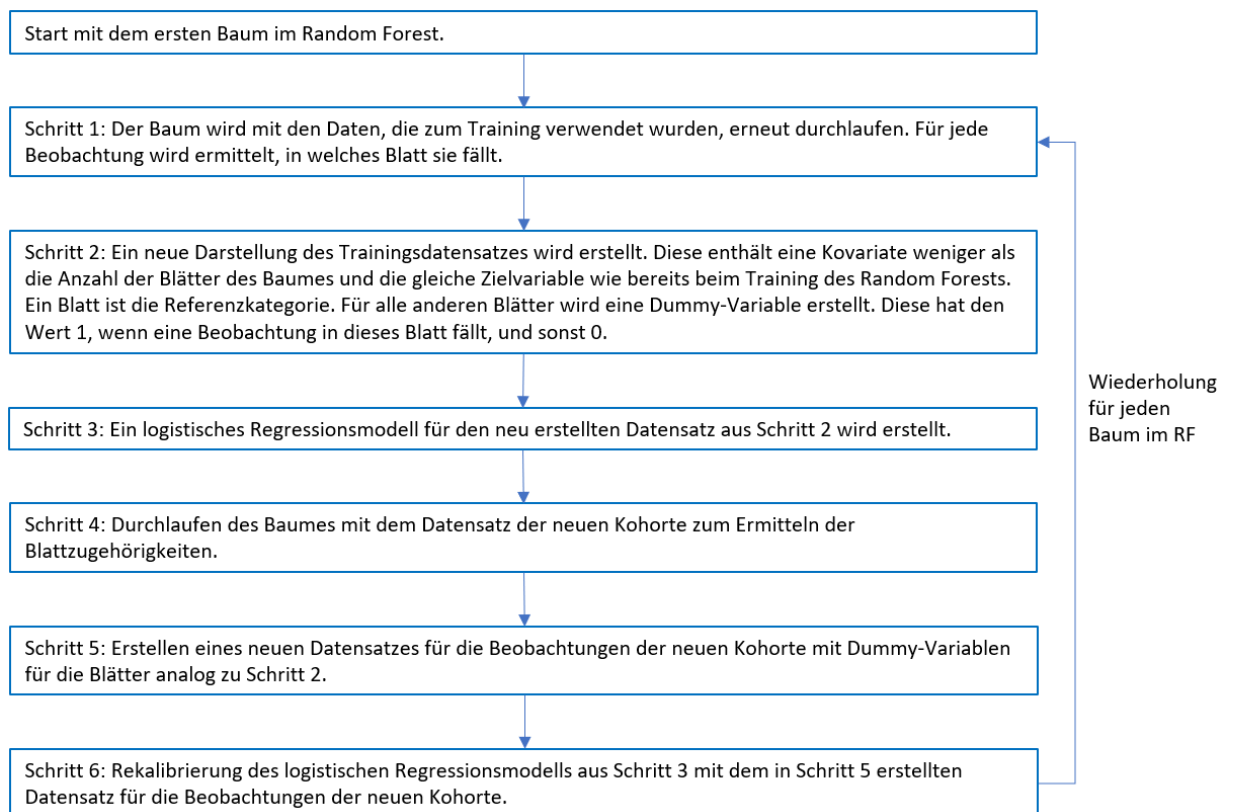 Start mit dem ersten Baum im Random Forest.
Schritt 1: Der Baum wird mit den Daten, die zum Training verwendet wurden, erneut durchlaufen. Für jede
Beobachtung wird ermittelt, in welches Blatt sie fällt.
Schritt 2: Ein neue Darstellung des Trainingsdatensatzes wird erstellt. Diese enthält eine Kovariate weniger als
die Anzahl der Blätter des Baumes und die gleiche Zielvariable wie bereits beim Training des Random Forests.
Ein Blatt ist die Referenzkategorie. Für alle anderen Blätter wird eine Dummy-Variable erstellt. Diese hat den
Wert 1, wenn eine Beobachtung in dieses Blatt fällt, und sonst 0.
Schritt 3: Ein logistisches Regressionsmodell für den neu erstellten Datensatz aus Schritt 2 wird erstellt.
Schritt 4: Durchlaufen des Baumes mit dem Datensatz der neuen Kohorte zum Ermitteln der
Blattzugehörigkeiten.
Schritt 5: Erstellen eines neuen Datensatzes für die Beobachtungen der neuen Kohorte mit Dummy-Variablen
für die Blätter analog zu Schritt 2.
Schritt 6: Rekalibrierung des logistischen Regressionsmodells aus Schritt 3 mit dem in Schritt 5 erstellten
Datensatz für die Beobachtungen der neuen Kohorte.
Wiederholung
für jeden
Baum im RF